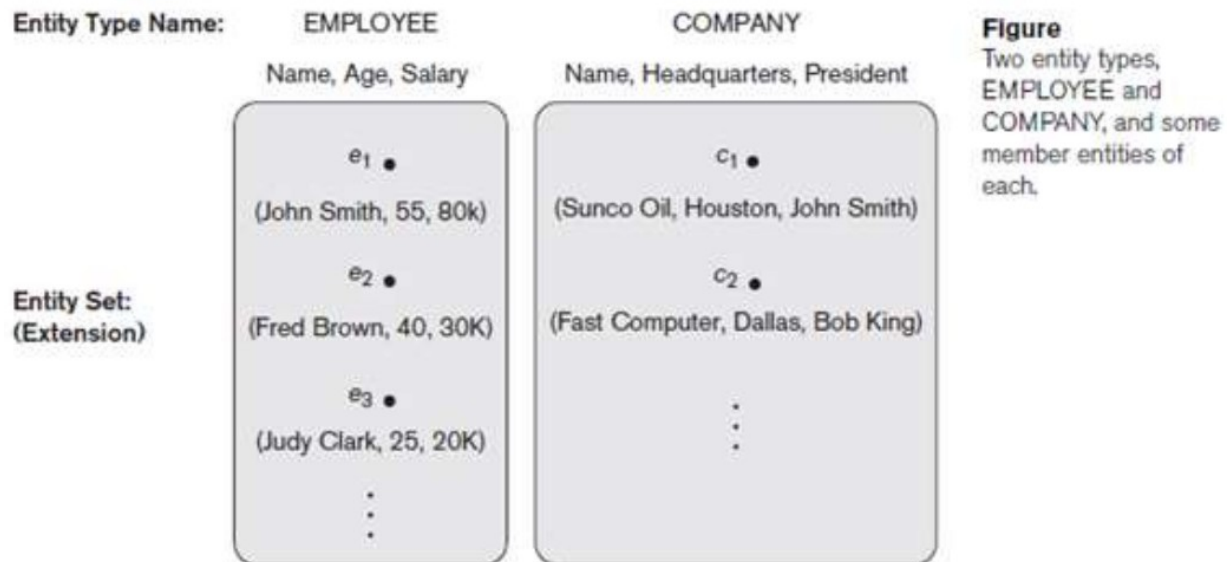 Entity Type Name: EMPLOYEE COMPANY
Name, Age, Salary Name, Headquarters, President
e1
(John Smith, 55, 80k)
e2
(Fred Brown, 40, 30K)
e3
(Judy Clark, 25, 20K)
c1
(Sunco Oil, Houston, John Smith)
c2
(Fast Computer, Dallas, Bob King)
Entity Set:
(Extension)
Figure
Two entity types,
EMPLOYEE and
COMPANY, and some
member entities of
each.